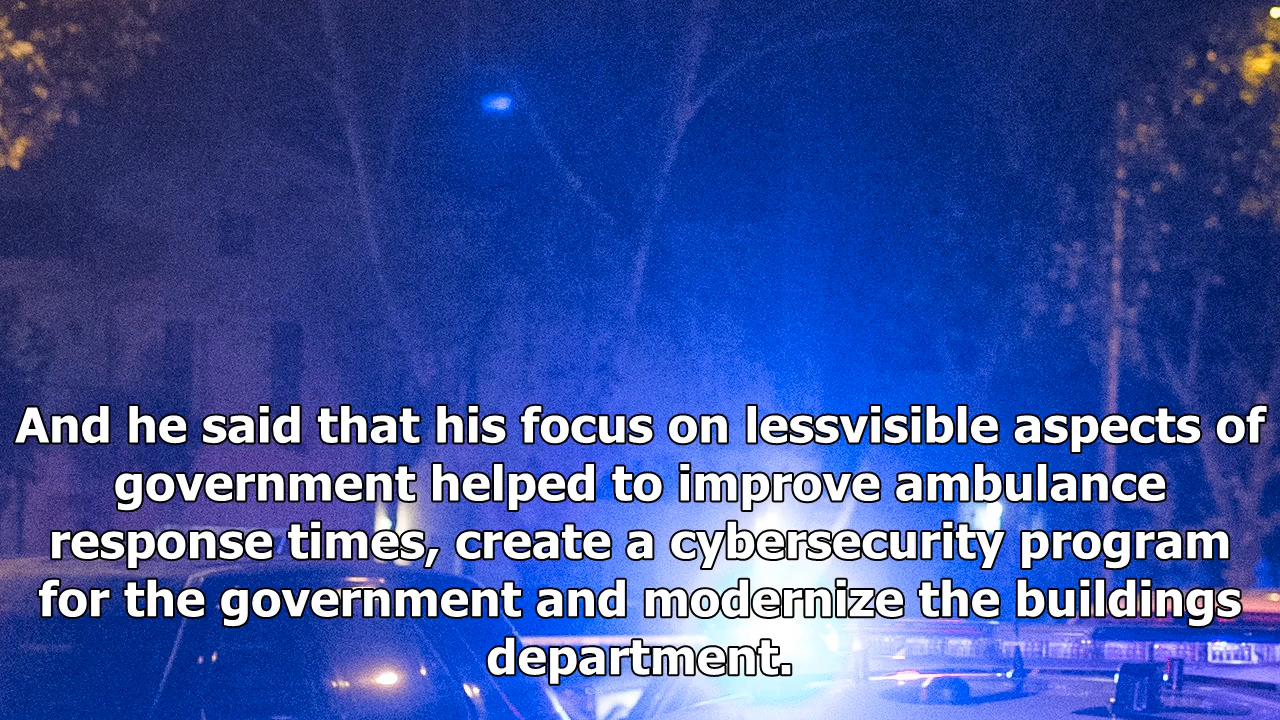 And he said that his focus on lessvisible aspects of
government helped to improve ambulance
response times, create a cybersecurity program
for the government and modernize the buildings
department.